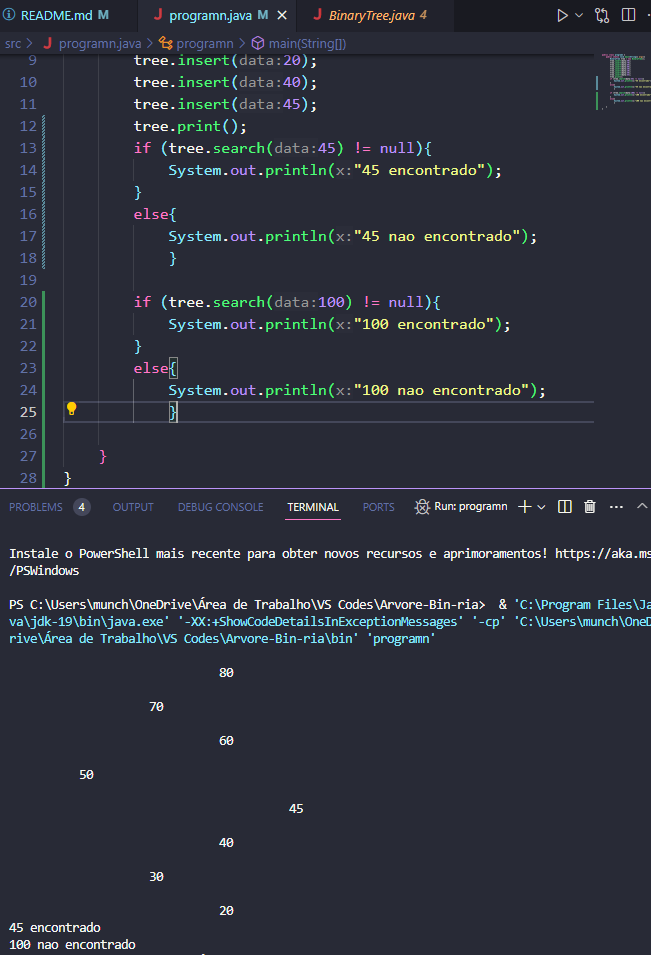 README.md M programn.java M BinaryTree.java 4
src > programn.java > programn > main(String[])
9 tree.insert(data:20);
10 tree.insert(data:40);
11 tree.insert(data:45);
12 tree.print();
13 if (tree.search(data:45) != null){
14 System.out.println(x:"45 encontrado");
15 }
16 else{
17 System.out.println(x:"45 nao encontrado");
18 }
19
20 if (tree.search(data:100) != null){
21 System.out.println(x:"100 encontrado");
22 }
23 else{
24 System.out.println(x:"100 nao encontrado");
25 }
26
27 }
28 }
PROBLEMS 4 OUTPUT DEBUG CONSOLE TERMINAL PORTS Run: programn
Instale o PowerShell mais recente para obter novos recursos e aprimoramentos! https://aka.ms
/PSWindows
PS C:\Users\munch\OneDrive\Área de Trabalho\VS Codes\Arvore-Bin-ria> & 'C:\Program Files\Ja
va\jdk-19\bin\java.exe' '-XX:+ShowCodeDetailsInExceptionMessages' '-cp' 'C:\Users\munch\OneD
rive\Área de Trabalho\VS Codes\Arvore-Bin-ria\bin' 'programn'
80
70
60
50
45
40
30
20
45 encontrado
100 nao encontrado